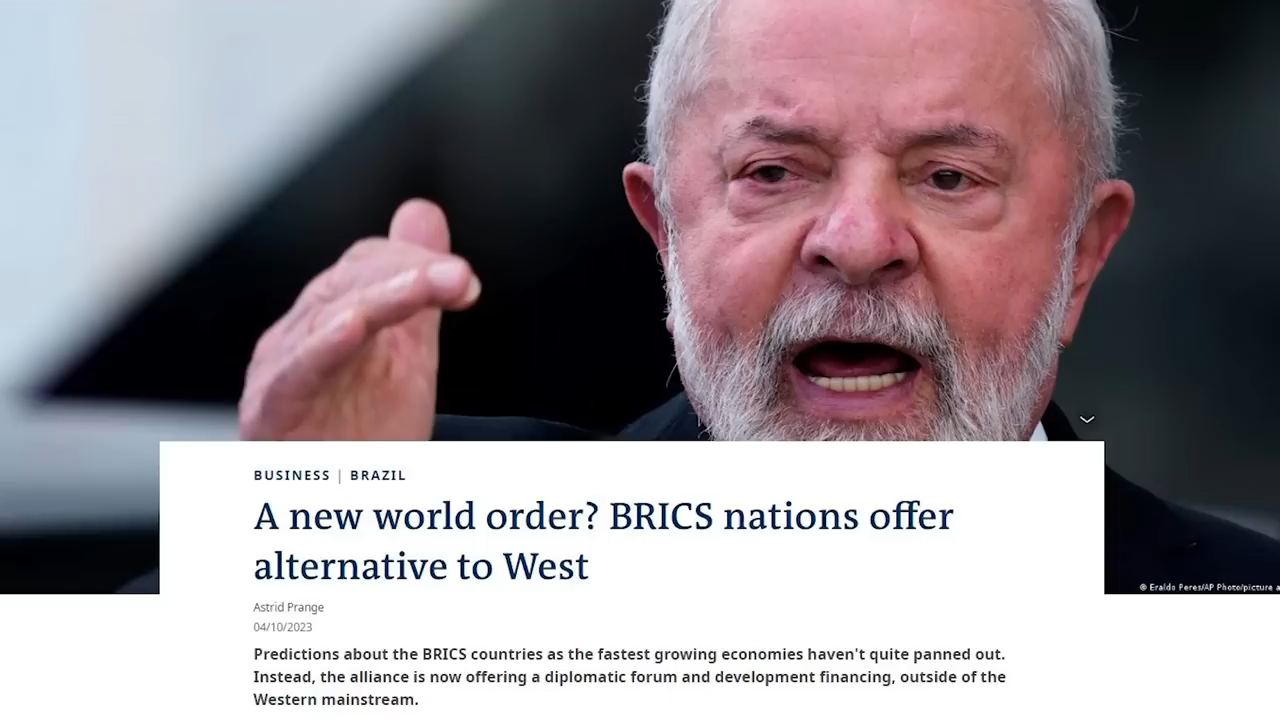 © Eraldo Peres/AP Photo/picture a
BUSINESS | BRAZIL
A new world order? BRICS nations offer
alternative to West
Astrid Prange
04/10/2023
Predictions about the BRICS countries as the fastest growing economies haven't quite panned out.
Instead, the alliance is now offering a diplomatic forum and development financing, outside of the
Western mainstream.